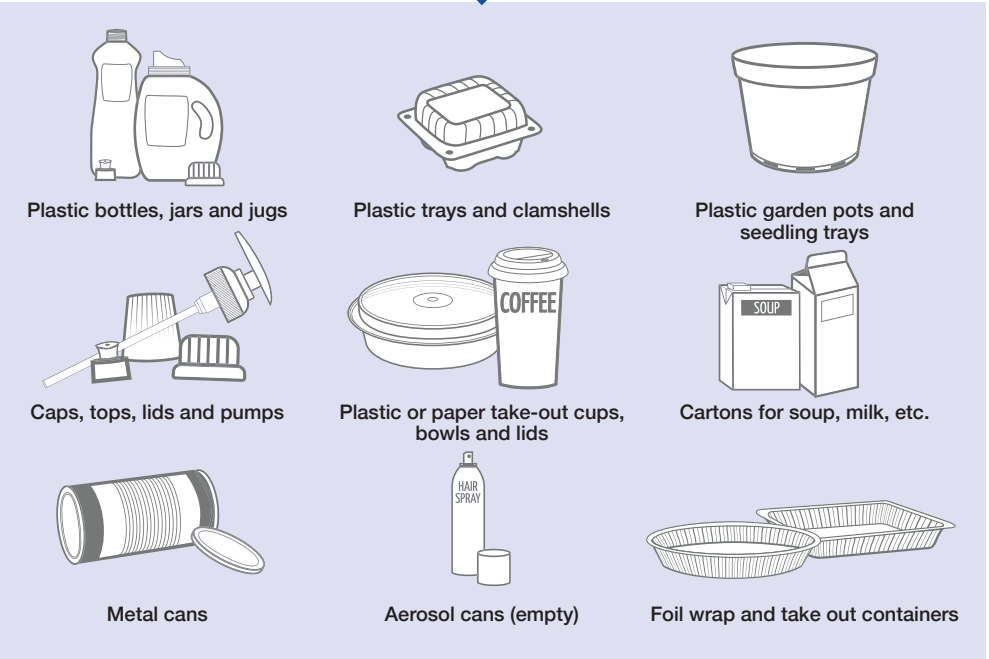 Plastic bottles, jars and jugs
Plastic trays and clamshells
Plastic garden pots and
seedling trays
COFFEE
SOUP
Caps, tops, lids and pumps
Plastic or paper take-out cups,
bowls and lids
Cartons for soup, milk, etc.
HAIR
SPRAY
Metal cans
Aerosol cans (empty)
Foil wrap and take out containers